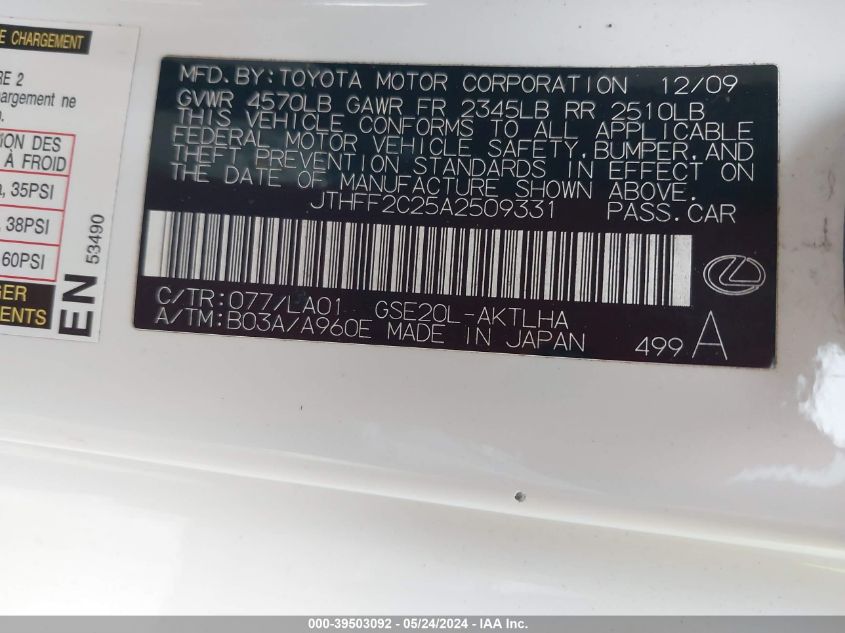 E CHARGEMENT
RE 2
hargement ne
ION DES
À FROID
, 35PSI
, 38PSI
60PSI
GER
ENTS
EN
53490
MFD. BY: TOYOTA MOTOR CORPORATION 12/09
GVWR 4570LB GAWR FR 2345LB RR 2510LB
THIS VEHICLE CONFORMS TO ALL APPLICABLE
FEDERAL MOTOR VEHICLE SAFETY, BUMPER, AND
THEFT PREVENTION STANDARDS IN EFFECT ON
THE DATE OF MANUFACTURE SHOWN ABOVE.
JTHFF2C25A2509331 PASS. CAR
C/TR: 077/LA01 GSE20L-AKTLHA
A/TM: B03A/A960E MADE IN JAPAN
499 A
000-39503092 - 05/24/2024 - IAA Inc.